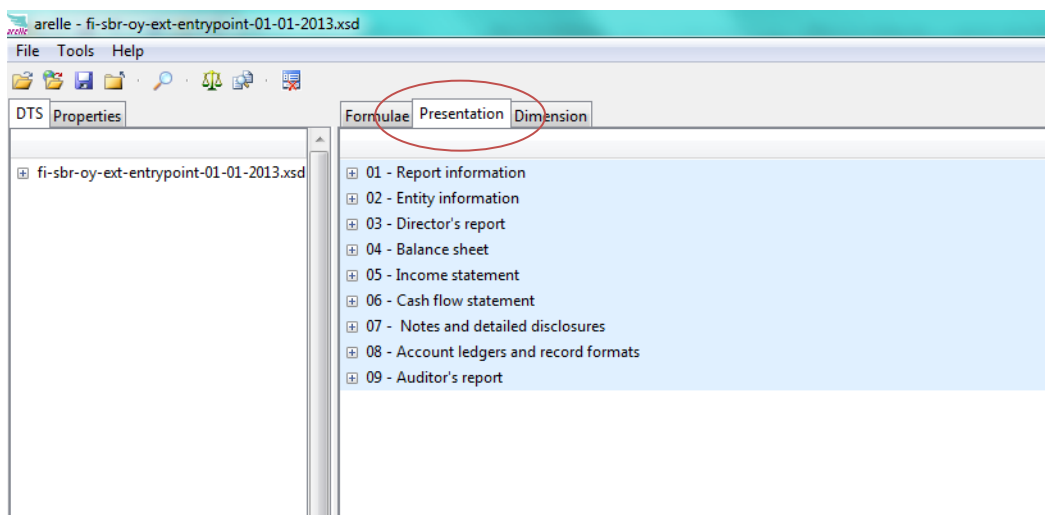 arelle arelle - fi-sbr-oy-ext-entrypoint-01-01-2013.xsd
File Tools Help
DTS Properties
Formulae Presentation Dimension
fi-sbr-oy-ext-entrypoint-01-01-2013.xsd
01 - Report information
02 - Entity information
03 - Director's report
04 - Balance sheet
05 - Income statement
06 - Cash flow statement
07 - Notes and detailed disclosures
08 - Account ledgers and record formats
09 - Auditor's report